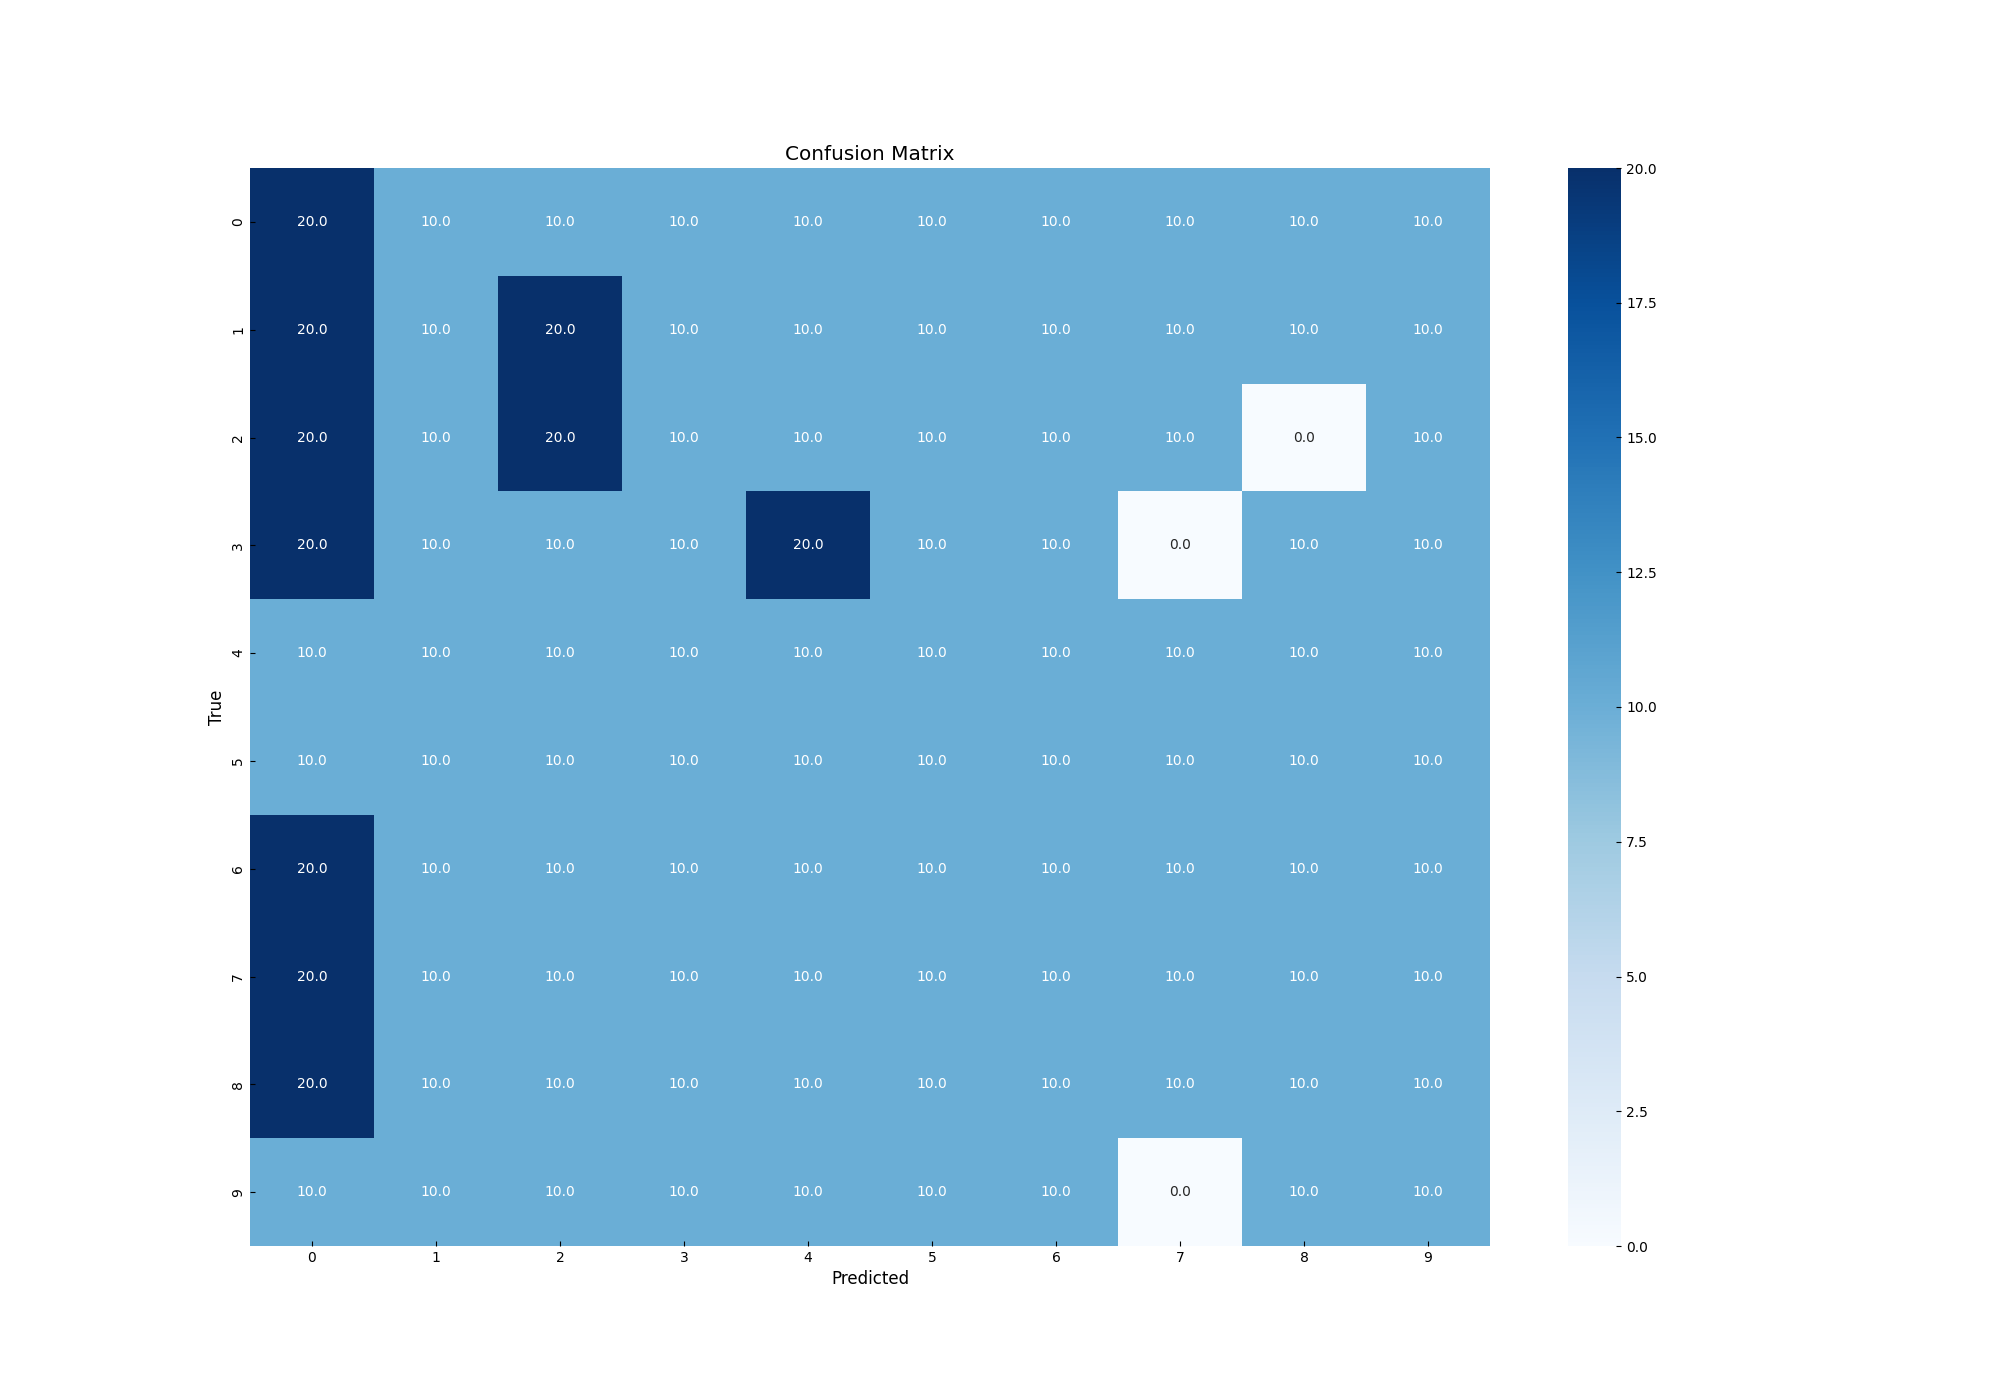 Confusion Matrix
0 20.0 10.0 10.0 10.0 10.0 10.0 10.0 10.0 10.0 10.0
1 20.0 10.0 20.0 10.0 10.0 10.0 10.0 10.0 10.0 10.0
2 20.0 10.0 20.0 10.0 10.0 10.0 10.0 10.0 0.0 10.0
3 20.0 10.0 10.0 10.0 20.0 10.0 10.0 0.0 10.0 10.0
4 10.0 10.0 10.0 10.0 10.0 10.0 10.0 10.0 10.0 10.0
True
5 10.0 10.0 10.0 10.0 10.0 10.0 10.0 10.0 10.0 10.0
6 20.0 10.0 10.0 10.0 10.0 10.0 10.0 10.0 10.0 10.0
7 20.0 10.0 10.0 10.0 10.0 10.0 10.0 10.0 10.0 10.0
8 20.0 10.0 10.0 10.0 10.0 10.0 10.0 10.0 10.0 10.0
9 10.0 10.0 10.0 10.0 10.0 10.0 10.0 0.0 10.0 10.0
0 1 2 3 4 5 6 7 8 9
Predicted
20.0
17.5
15.0
12.5
10.0
7.5
5.0
2.5
0.0